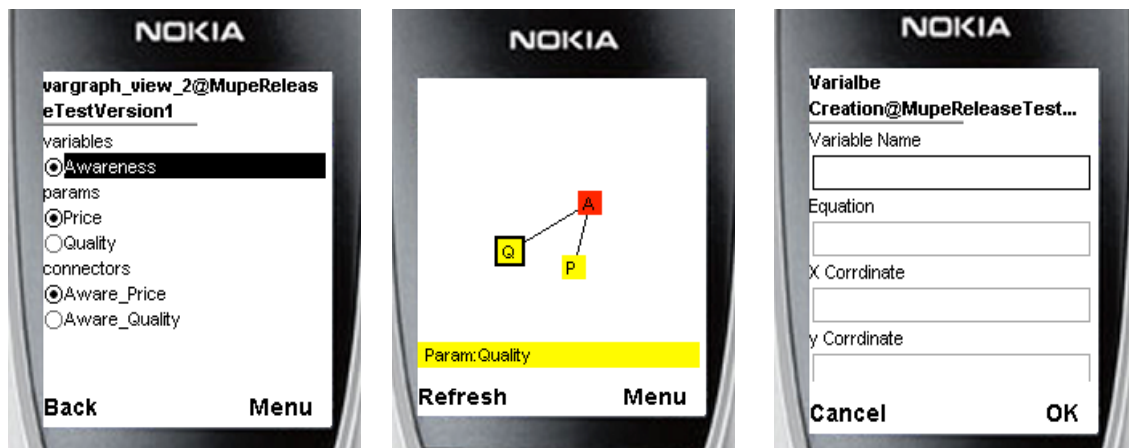 NOKIA
vargraph_view_2@MupeReleas
eTestVersion1
variables
Awareness
params
Price
Quality
connectors
Aware_Price
Aware_Quality
Back Menu
NOKIA
A
Q
P
Param:Quality
Refresh Menu
NOKIA
Varialbe
Creation@MupeReleaseTest...
Variable Name
Equation
X Corrdinate
y Corrdinate
Cancel OK